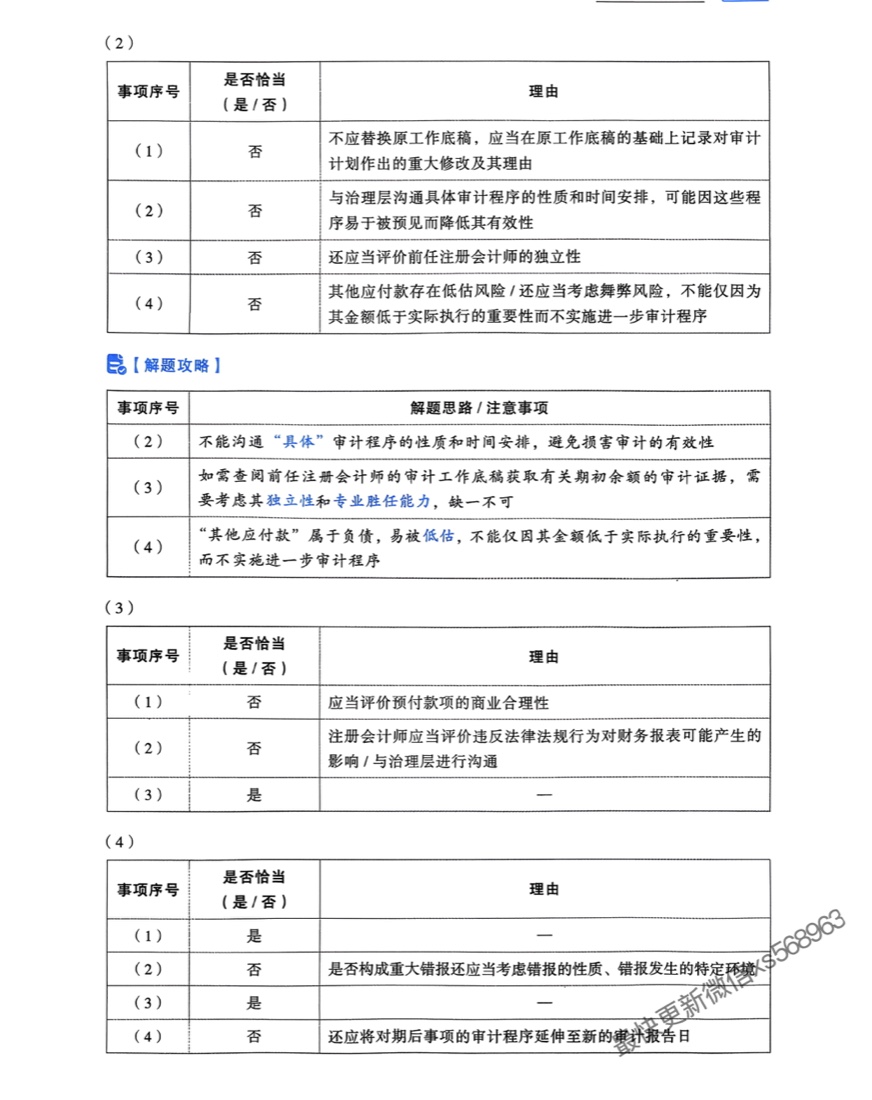 （2）
事项序号
是否恰当
（是 / 否）
理由
（1）
否
不应替换原工作底稿，应当在原工作底稿的基础上记录对审计
计划作出的重大修改及其理由
（2）
否
与治理层沟通具体审计程序的性质和时间安排，可能因这些程
序易于被预见而降低其有效性
（3）
否
还应当评价前任注册会计师的独立性
（4）
否
其他应付款存在低估风险 / 还应当考虑舞弊风险，不能仅因为
其金额低于实际执行的重要性而不实施进一步审计程序
【解题攻略】
事项序号
解题思路 / 注意事项
（2）
不能沟通“具体”审计程序的性质和时间安排，避免损害审计的有效性
（3）
如需查阅前任注册会计师的审计工作底稿获取有关期初余额的审计证据，需
要考虑其独立性和专业胜任能力，缺一不可
（4）
“其他应付款”属于负债，易被低估，不能仅因其金额低于实际执行的重要性，
而不实施进一步审计程序
（3）
事项序号
是否恰当
（是 / 否）
理由
（1）
否
应当评价预付款项的商业合理性
（2）
否
注册会计师应当评价违反法律法规行为对财务报表可能产生的
影响 / 与治理层进行沟通
（3）
是
—
（4）
事项序号
是否恰当
（是 / 否）
理由
（1）
是
—
（2）
否
是否构成重大错报还应当考虑错报的性质、错报发生的特定环境
（3）
是
—
（4）
否
还应将对期后事项的审计程序延伸至新的审计报告日
最快更新微信xs568963